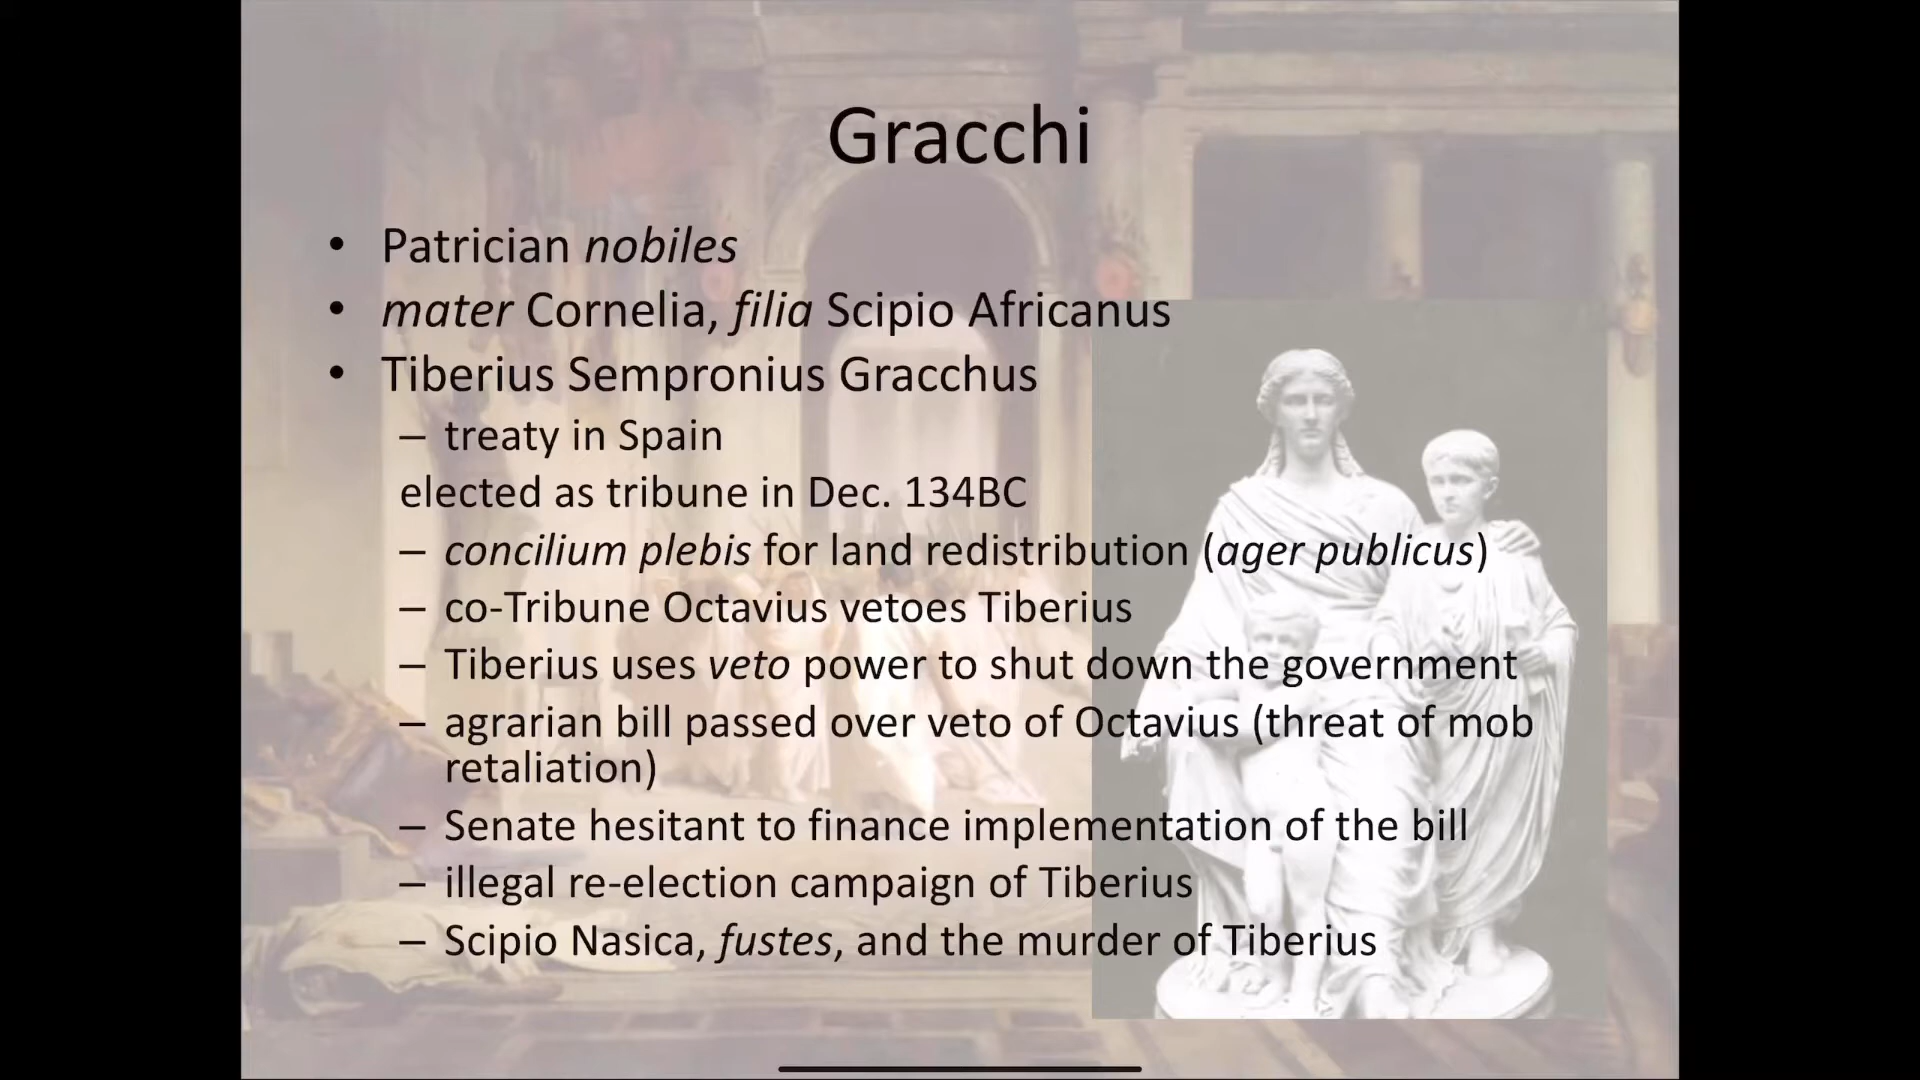 Gracchi
• Patrician nobiles
• mater Cornelia, filia Scipio Africanus
• Tiberius Sempronius Gracchus
– treaty in Spain
elected as tribune in Dec. 134BC
– concilium plebis for land redistribution (ager publicus)
– co-Tribune Octavius vetoes Tiberius
– Tiberius uses veto power to shut down the government
– agrarian bill passed over veto of Octavius (threat of mob
retaliation)
– Senate hesitant to finance implementation of the bill
– illegal re-election campaign of Tiberius
– Scipio Nasica, fustes, and the murder of Tiberius